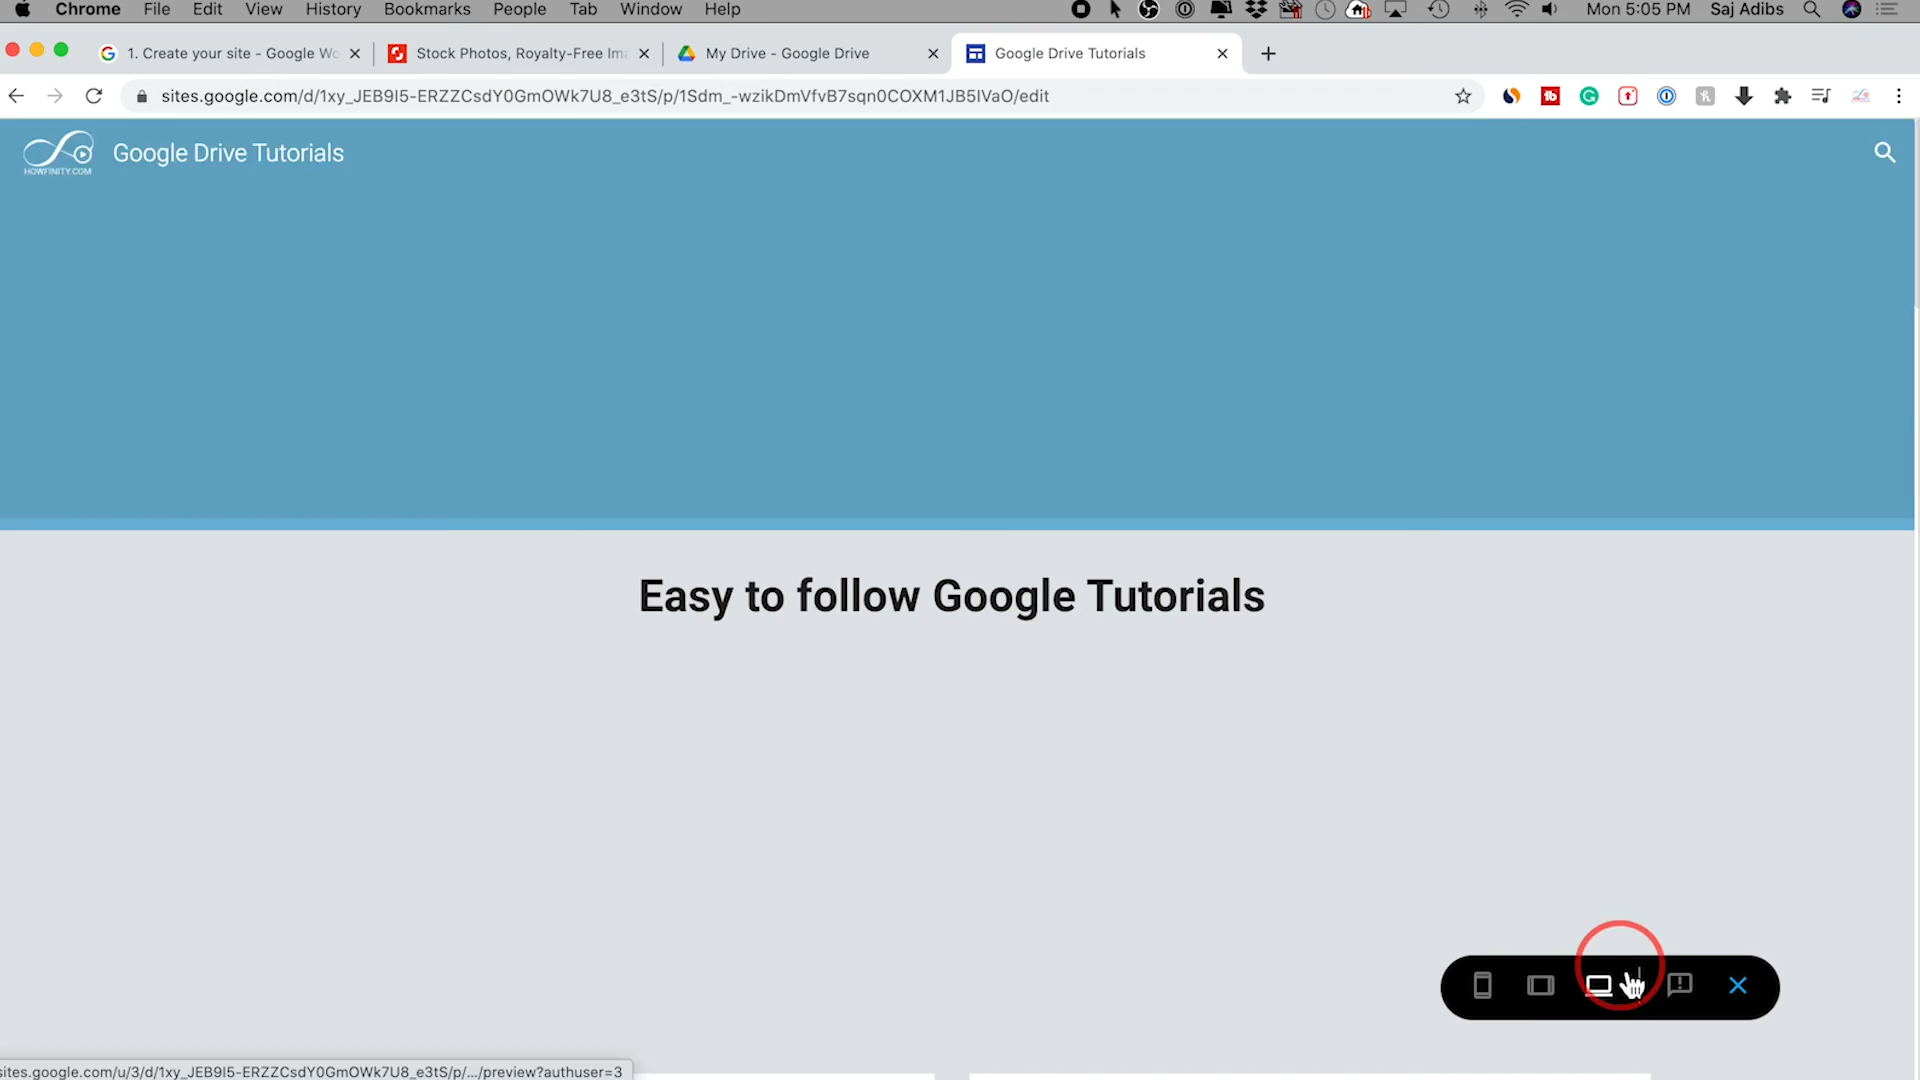 Chrome File Edit View History Bookmarks People Tab Window Help Mon 5:05 PM Saj Adibs
1. Create your site - Google Wo
Stock Photos, Royalty-Free Ima
My Drive - Google Drive
Google Drive Tutorials
sites.google.com/d/1xy_JEB9I5-ERZZCsdY0GmOWk7U8_e3tS/p/1Sdm_-wzikDmVfvB7sqn0COXM1JB5IVaO/edit
HOWFINITY.COM
Google Drive Tutorials
Easy to follow Google Tutorials
sites.google.com/u/3/d/1xy_JEB9I5-ERZZCsdY0GmOWk7U8_e3tS/p/.../preview?authuser=3